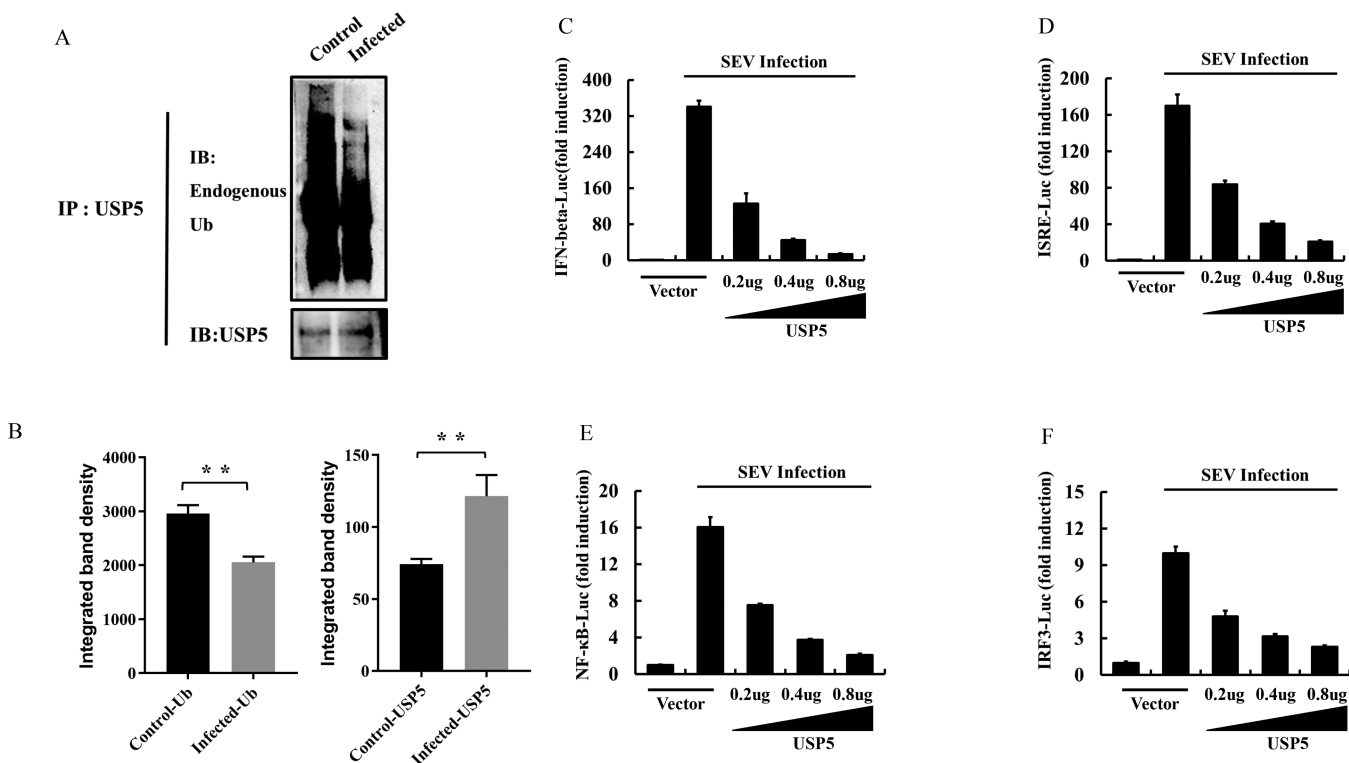 A
Control
Infected
IP : USP5
IB:
Endogenous
Ub
IB:USP5
B
Integrated band density
4000
3000
2000
1000
0
* *
Control-Ub
Infected-Ub
Integrated band density
150
100
50
0
* *
Control-USP5
Infected-USP5
C
SEV Infection
IFN-beta-Luc(fold induction)
400
320
240
160
80
0
Vector
0.2ug 0.4ug 0.8ug
USP5
D
SEV Infection
ISRE-Luc (fold induction)
200
160
120
80
40
0
Vector
0.2ug 0.4ug 0.8ug
USP5
E
SEV Infection
NF-κB-Luc (fold induction)
20
16
12
8
4
0
Vector
0.2ug 0.4ug 0.8ug
USP5
F
SEV Infection
IRF3-Luc (fold induction)
15
12
9
6
3
0
Vector
0.2ug 0.4ug 0.8ug
USP5